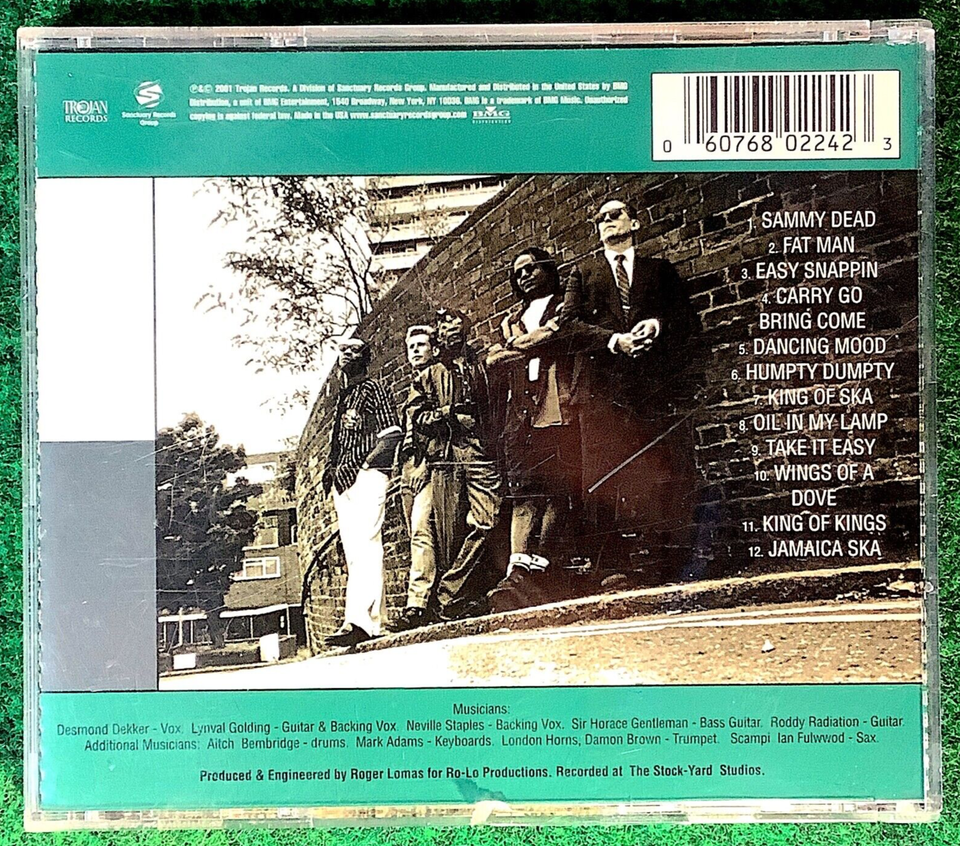 TROJAN
RECORDS
Sanctuary Records
Group
℗&© 2001 Trojan Records. A Division of Sanctuary Records Group. Manufactured and Distributed in the United States by BMG
Distribution, a unit of BMG Entertainment, 1540 Broadway, New York, NY 10036. BMG is a trademark of BMG Music. Unauthorized
copying is against federal law. Made in the USA www.sanctuaryrecordsgroup.com
BMG
DISTRIBUTION
0 60768 02242 3
1. SAMMY DEAD
2. FAT MAN
3. EASY SNAPPIN
4. CARRY GO
BRING COME
5. DANCING MOOD
6. HUMPTY DUMPTY
7. KING OF SKA
8. OIL IN MY LAMP
9. TAKE IT EASY
10. WINGS OF A
DOVE
11. KING OF KINGS
12. JAMAICA SKA
Musicians:
Desmond Dekker - Vox. Lynval Golding - Guitar & Backing Vox. Neville Staples - Backing Vox. Sir Horace Gentleman - Bass Guitar. Roddy Radiation - Guitar.
Additional Musicians: Aitch Bembridge - drums. Mark Adams - Keyboards. London Horns, Damon Brown - Trumpet. Scampi Ian Fulwwod - Sax.
Produced & Engineered by Roger Lomas for Ro-Lo Productions. Recorded at The Stock-Yard Studios.